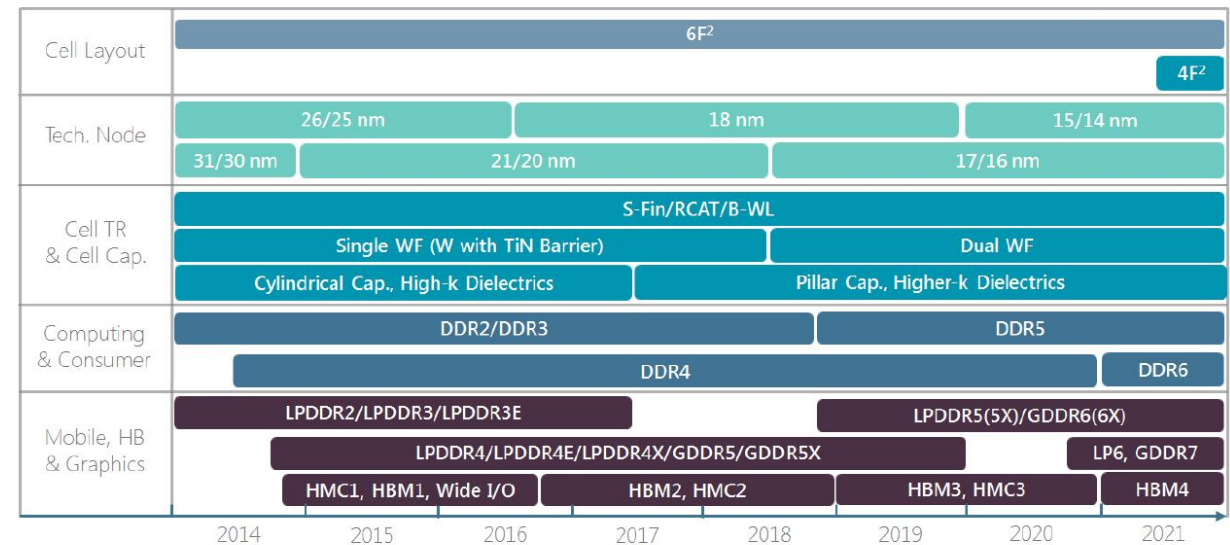 Cell Layout
6F²
4F²
Tech. Node
26/25 nm
18 nm
15/14 nm
31/30 nm
21/20 nm
17/16 nm
Cell TR
& Cell Cap.
S-Fin/RCAT/B-WL
Single WF (W with TiN Barrier)
Dual WF
Cylindrical Cap., High-k Dielectrics
Pillar Cap., Higher-k Dielectrics
Computing
& Consumer
DDR2/DDR3
DDR5
DDR4
DDR6
Mobile, HB
& Graphics
LPDDR2/LPDDR3/LPDDR3E
LPDDR5(5X)/GDDR6(6X)
LPDDR4/LPDDR4E/LPDDR4X/GDDR5/GDDR5X
LP6, GDDR7
HMC1, HBM1, Wide I/O
HBM2, HMC2
HBM3, HMC3
HBM4
2014
2015
2016
2017
2018
2019
2020
2021